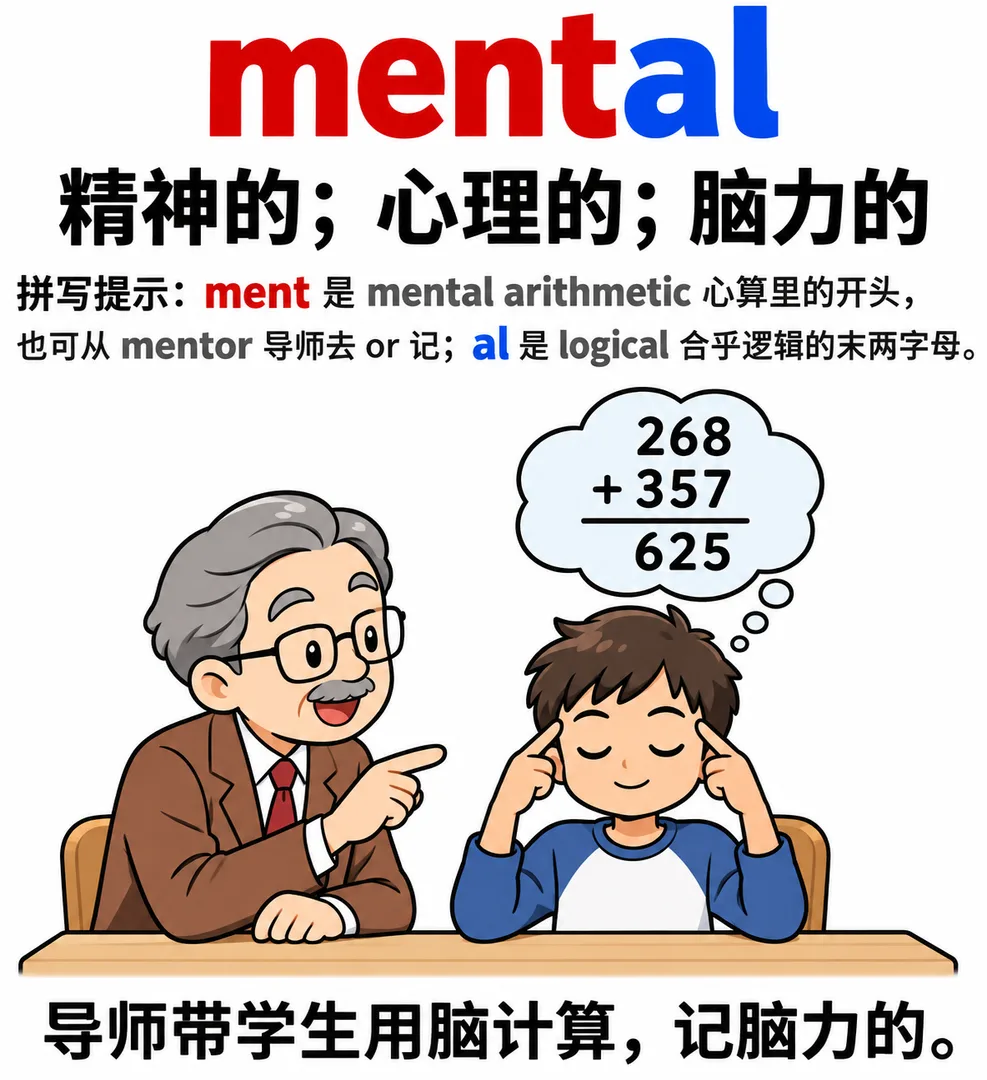 mental
精神的；心理的；脑力的
拼写提示：ment 是 mental arithmetic 心算里的开头，
也可从 mentor 导师去 or 记；al 是 logical 合乎逻辑的末两字母。
268
+ 357
625
导师带学生用脑计算，记脑力的。